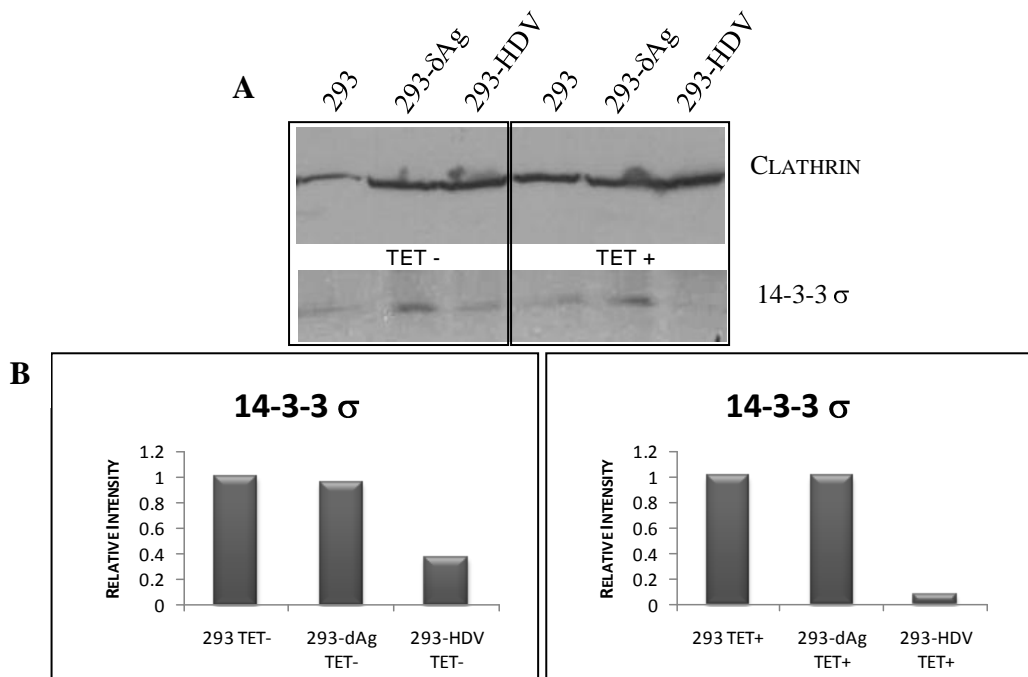 A
293
293-δAg
293-HDV
293
293-δAg
293-HDV
CLATHRIN
TET -
TET +
14-3-3 σ
B
14-3-3 σ
RELATIVE INTENSITY
1.2
1
0.8
0.6
0.4
0.2
0
293 TET-
293-dAg
TET-
293-HDV
TET-
14-3-3 σ
RELATIVE INTENSITY
1.2
1
0.8
0.6
0.4
0.2
0
293 TET+
293-dAg
TET+
293-HDV
TET+